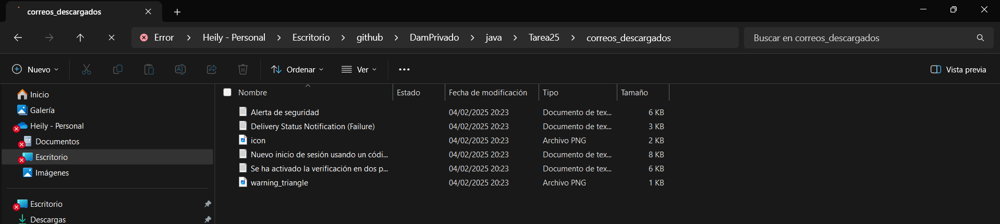 correos_descargados
Error > Heily - Personal > Escritorio > github > DamPrivado > java > Tarea25 > correos_descargados
Buscar en correos_descargados
Nuevo Ordenar Ver ••• Vista previa
Inicio
Galería
Heily - Personal
Documentos
Escritorio
Imágenes
Escritorio
Descargas
Nombre Estado Fecha de modificación Tipo Tamaño
Alerta de seguridad 04/02/2025 20:23 Documento de tex... 6 KB
Delivery Status Notification (Failure) 04/02/2025 20:23 Documento de tex... 3 KB
icon 04/02/2025 20:23 Archivo PNG 2 KB
Nuevo inicio de sesión usando un códi... 04/02/2025 20:23 Documento de tex... 8 KB
Se ha activado la verificación en dos p... 04/02/2025 20:23 Documento de tex... 6 KB
warning_triangle 04/02/2025 20:23 Archivo PNG 1 KB